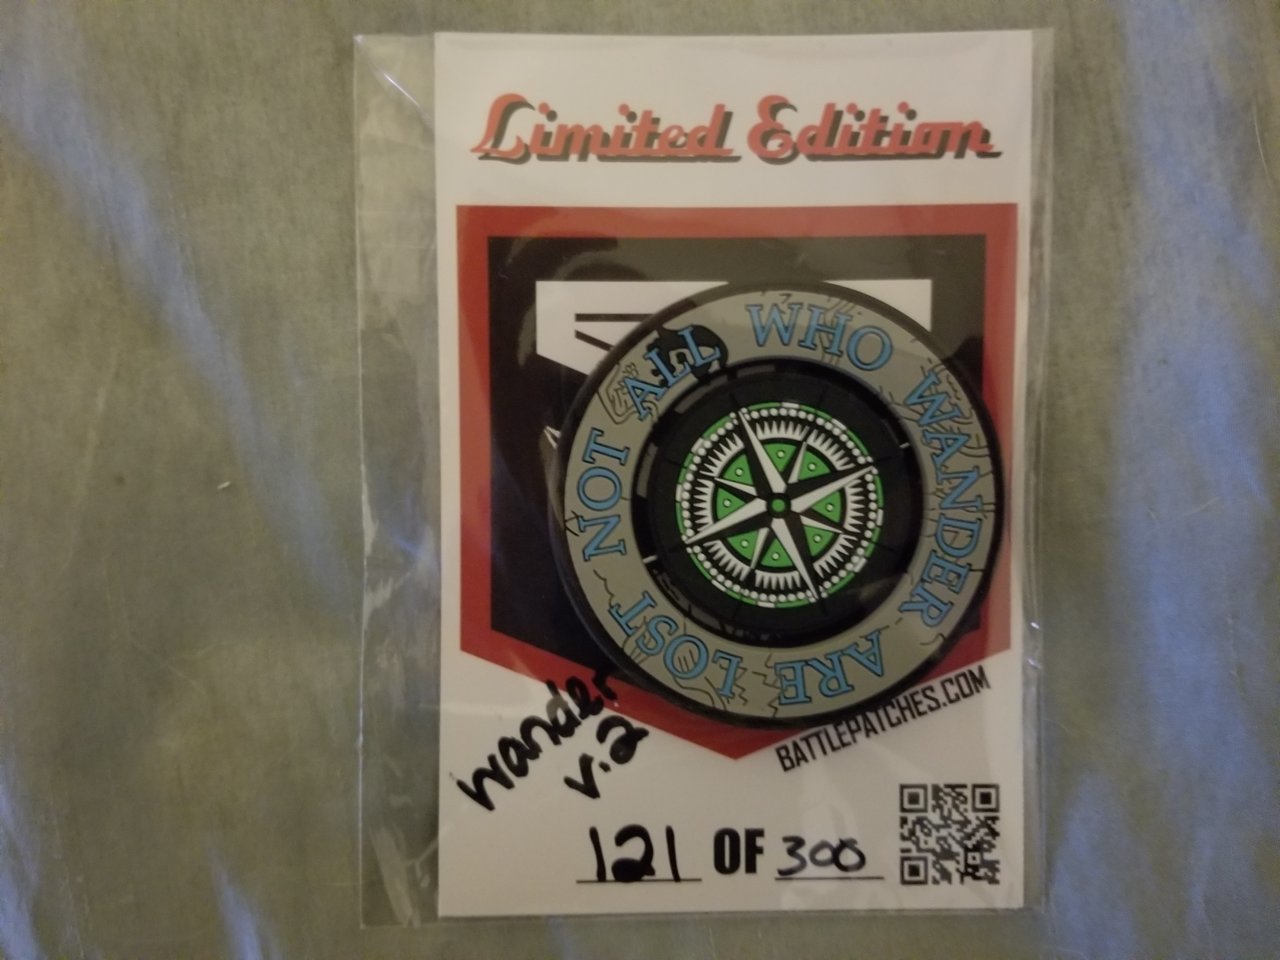 Limited Edition
NOT ALL WHO WANDER ARE LOST
BATTLEPATCHES.COM
wander
v.2
121 OF 300